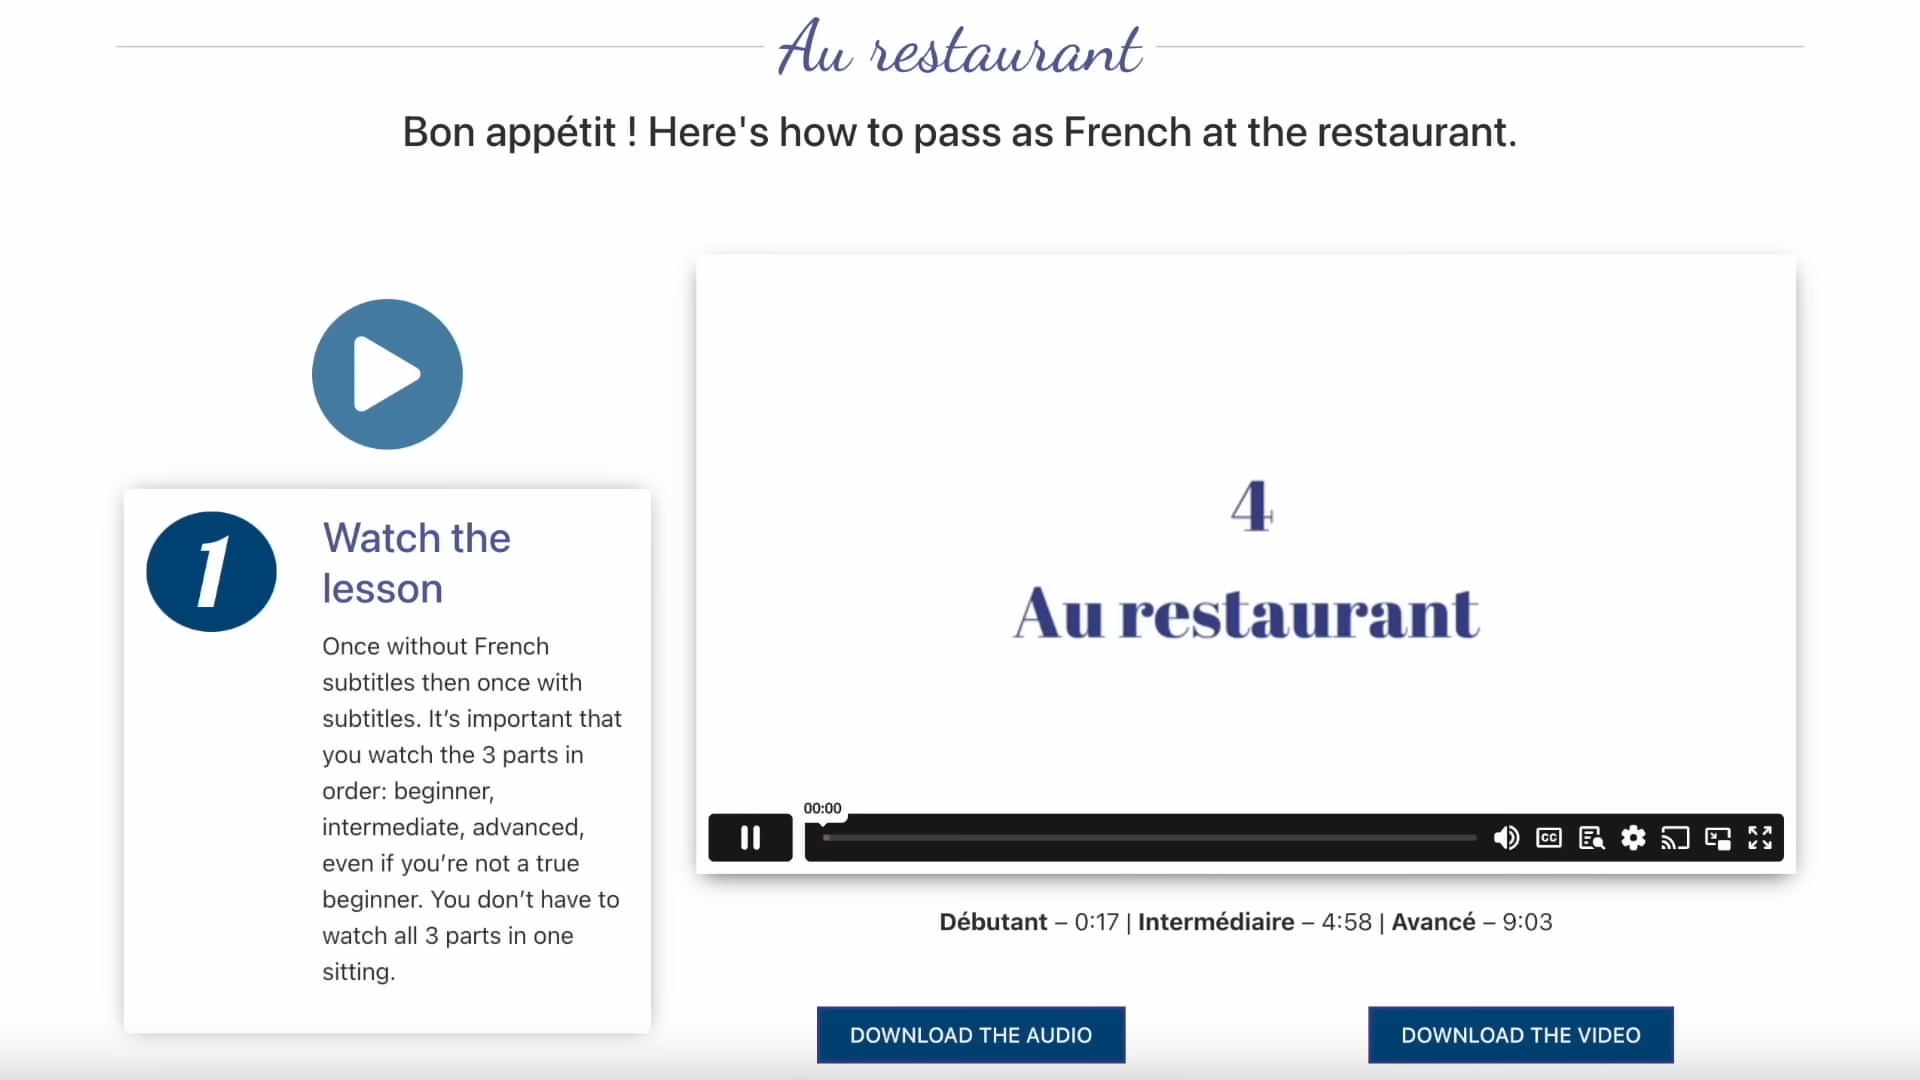 Au restaurant
Bon appétit ! Here's how to pass as French at the restaurant.
1
Watch the
lesson
Once without French
subtitles then once with
subtitles. It’s important that
you watch the 3 parts in
order: beginner,
intermediate, advanced,
even if you’re not a true
beginner. You don’t have to
watch all 3 parts in one
sitting.
4
Au restaurant
00:00
CC
Débutant – 0:17 | Intermédiaire – 4:58 | Avancé – 9:03
DOWNLOAD THE AUDIO
DOWNLOAD THE VIDEO